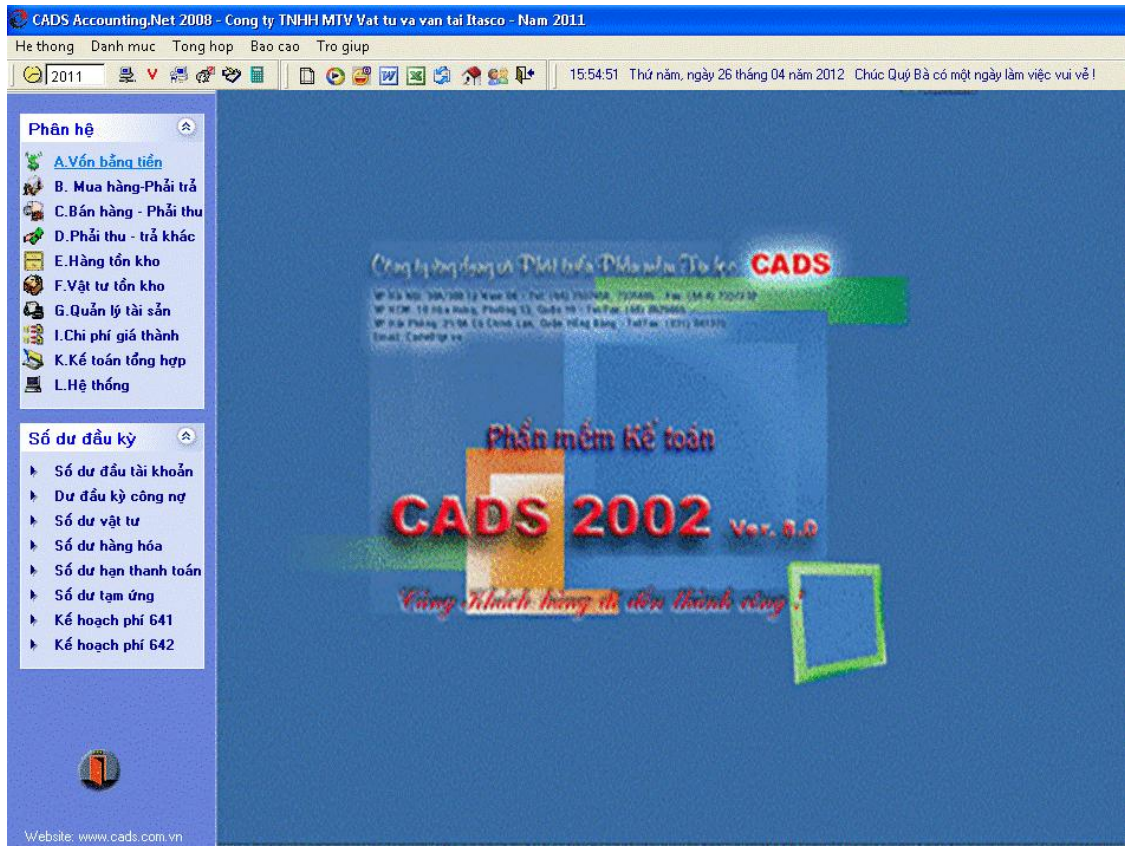 CADS Accounting.Net 2008 - Cong ty TNHH MTV Vat tu va van tai Itasco - Nam 2011
He thong Danh muc Tong hop Bao cao Tro giup
2011 15:54:51 Thứ năm, ngày 26 tháng 04 năm 2012 Chúc Quý Bà có một ngày làm việc vui vẻ !
Phân hệ
A.Vốn bằng tiền
B. Mua hàng-Phải trả
C.Bán hàng - Phải thu
D.Phải thu - trả khác
E.Hàng tồn kho
F.Vật tư tồn kho
G.Quản lý tài sản
I.Chi phí giá thành
K.Kế toán tổng hợp
L.Hệ thống
Số dư đầu kỳ
Số dư đầu tài khoản
Dư đầu kỳ công nợ
Số dư vật tư
Số dư hàng hóa
Số dư hạn thanh toán
Số dư tạm ứng
Kế hoạch phí 641
Kế hoạch phí 642
Website: www.cads.com.vn
CADS
Phần mềm Kế toán
CADS 2002
Cùng Khách hàng đi đến thành công !